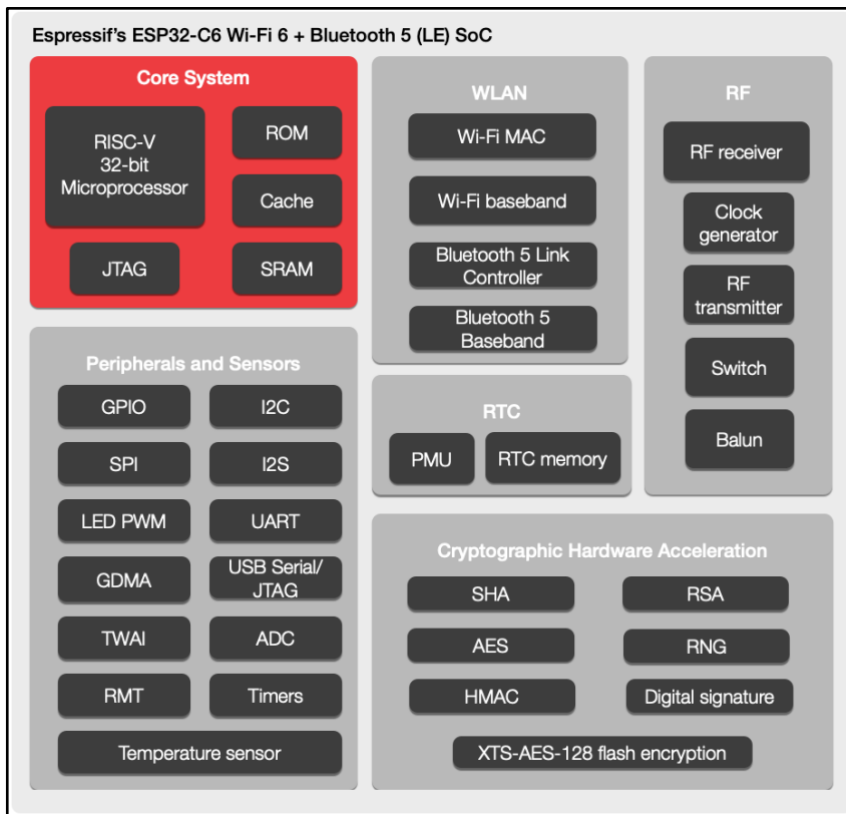 Espressif's ESP32-C6 Wi-Fi 6 + Bluetooth 5 (LE) SoC
Core System
RISC-V
32-bit
Microprocessor
ROM
Cache
JTAG
SRAM
WLAN
Wi-Fi MAC
Wi-Fi baseband
Bluetooth 5 Link
Controller
Bluetooth 5
Baseband
RF
RF receiver
Clock
generator
RF
transmitter
Switch
Balun
Peripherals and Sensors
GPIO
I2C
SPI
I2S
LED PWM
UART
GDMA
USB Serial/
JTAG
TWAI
ADC
RMT
Timers
Temperature sensor
RTC
PMU
RTC memory
Cryptographic Hardware Acceleration
SHA
RSA
AES
RNG
HMAC
Digital signature
XTS-AES-128 flash encryption